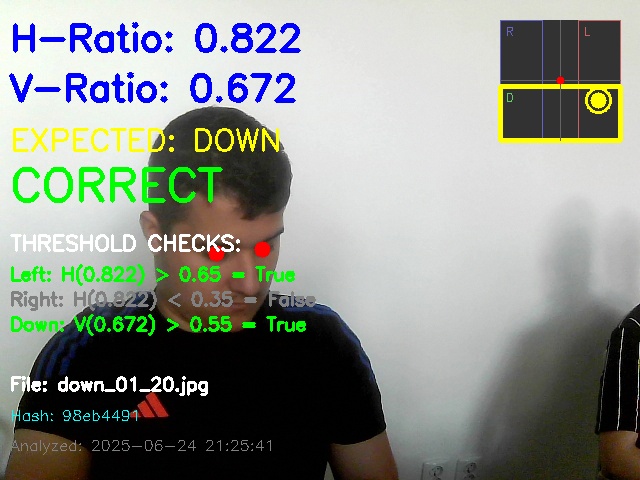 H-Ratio: 0.822
V-Ratio: 0.672
EXPECTED: DOWN
CORRECT
THRESHOLD CHECKS:
Left: H(0.822) > 0.65 = True
Right: H(0.822) < 0.35 = False
Down: V(0.672) > 0.55 = True
File: down_01_20.jpg
Hash: 98eb4491
Analyzed: 2025-06-24 21:25:41
R L
D